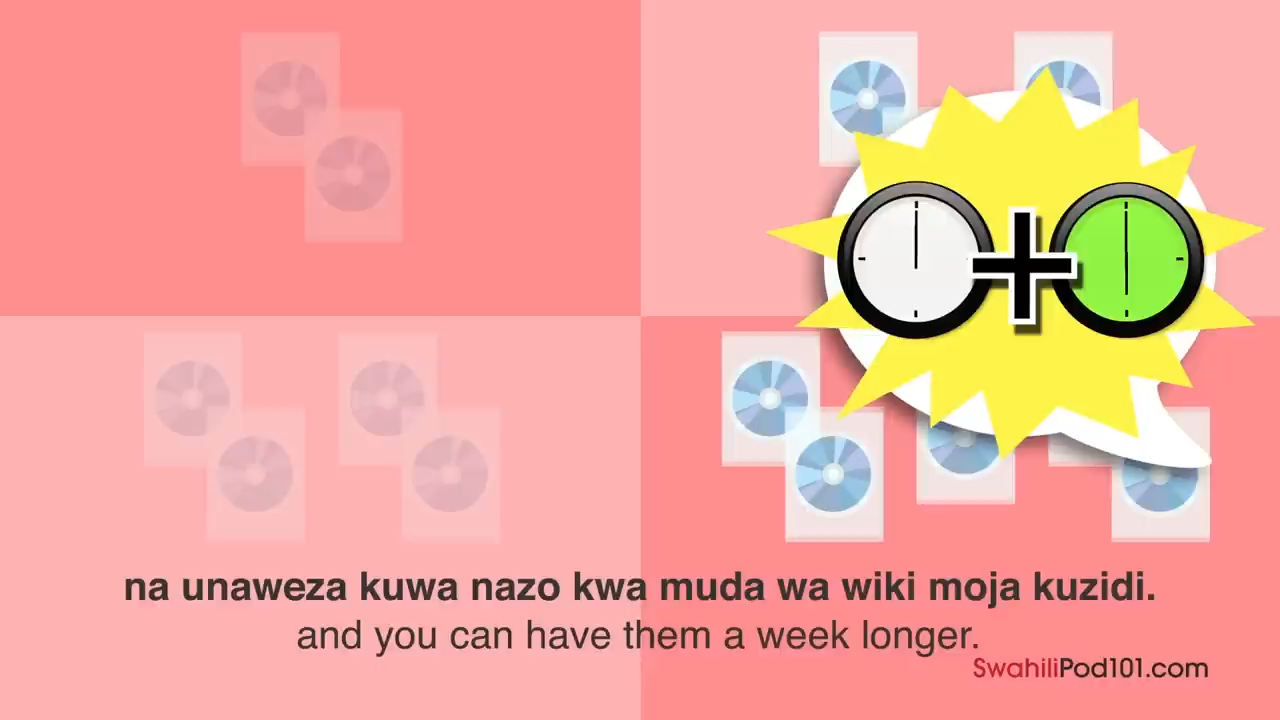 na unaweza kuwa nazo kwa muda wa wiki moja kuzidi.
and you can have them a week longer.
SwahiliPod101.com